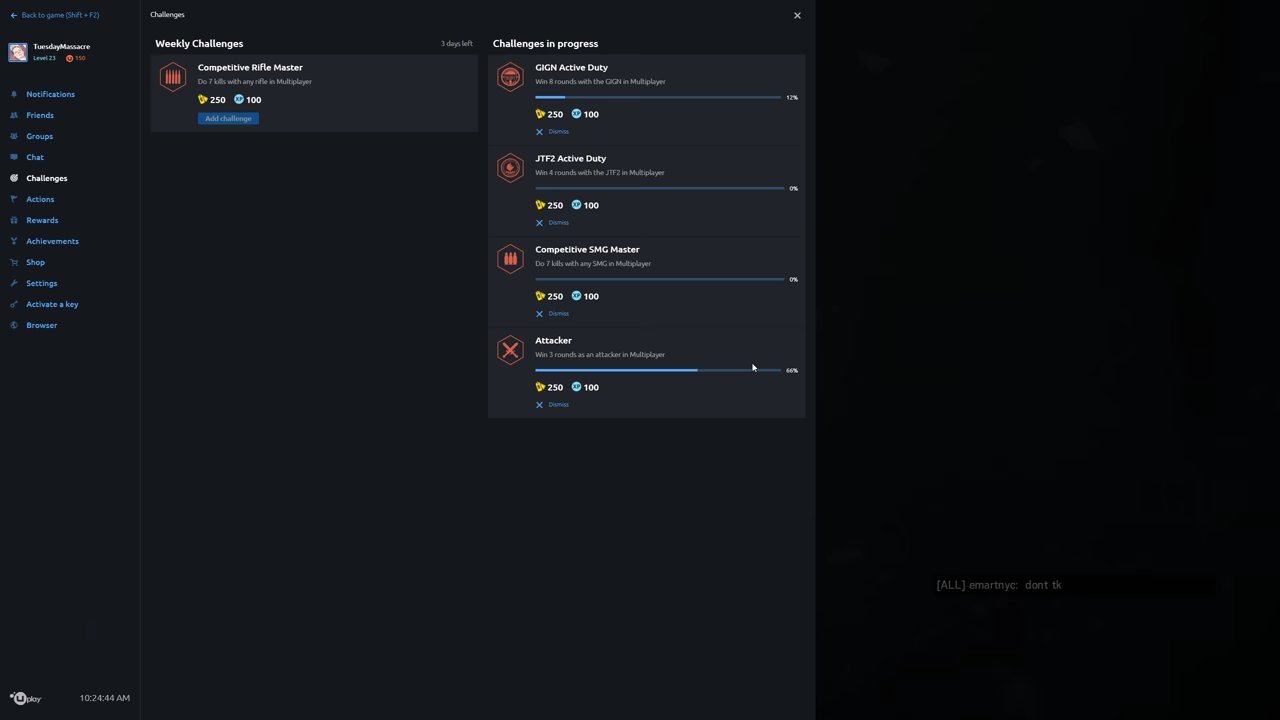 Back to game (Shift + F2)
TuesdayMassacre
Level 23 150
Notifications
Friends
Groups
Chat
Challenges
Actions
Rewards
Achievements
Shop
Settings
Activate a key
Browser
uplay
10:24:44 AM
Challenges
Weekly Challenges
3 days left
Competitive Rifle Master
Do 7 kills with any rifle in Multiplayer
250 XP 100
Add challenge
Challenges in progress
GIGN Active Duty
Win 8 rounds with the GIGN in Multiplayer
12%
250 XP 100
Dismiss
JTF2 Active Duty
Win 4 rounds with the JTF2 in Multiplayer
0%
250 XP 100
Dismiss
Competitive SMG Master
Do 7 kills with any SMG in Multiplayer
0%
250 XP 100
Dismiss
Attacker
Win 3 rounds as an attacker in Multiplayer
66%
250 XP 100
Dismiss
[ALL] emartnyc: dont tk